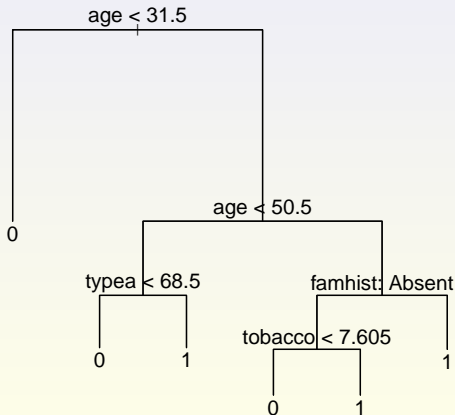 age < 31.5
age < 50.5
0
typea < 68.5
famhist: Absent
tobacco < 7.605
0
1
1
0
1